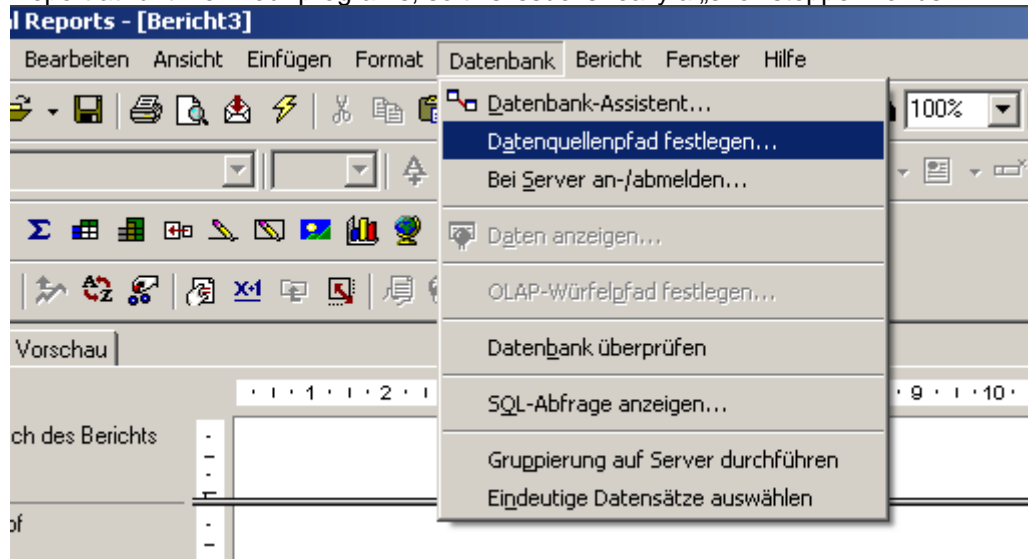 l Reports - [Bericht3]
Bearbeiten Ansicht Einfügen Format Datenbank Bericht Fenster Hilfe
Datenbank-Assistent...
100%
Datenquellenpfad festlegen...
Bei Server an-/abmelden...
Daten anzeigen...
OLAP-Würfelpfad festlegen...
Vorschau
Datenbank überprüfen
1 2 9 10
SQL-Abfrage anzeigen...
ch des Berichts
Gruppierung auf Server durchführen
Eindeutige Datensätze auswählen
of